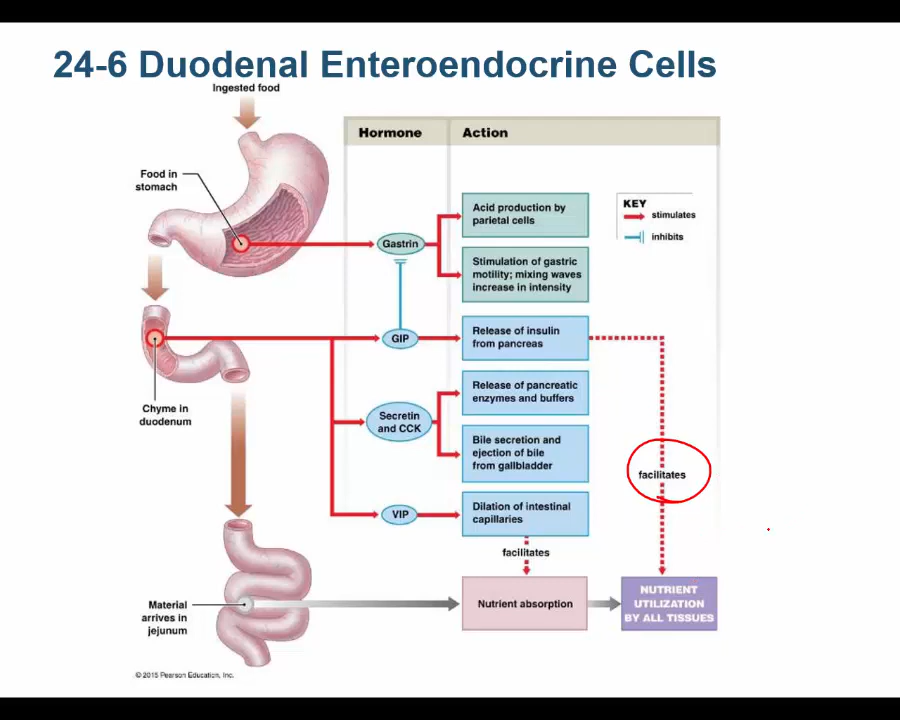 24-6 Duodenal Enteroendocrine Cells
Ingested food
Hormone
Action
Food in
stomach
Gastrin
Acid production by
parietal cells
Stimulation of gastric
motility; mixing waves
increase in intensity
KEY
stimulates
inhibits
Chyme in
duodenum
GIP
Release of insulin
from pancreas
Secretin
and CCK
Release of pancreatic
enzymes and buffers
Bile secretion and
ejection of bile
from gallbladder
facilitates
VIP
Dilation of intestinal
capillaries
facilitates
Material
arrives in
jejunum
Nutrient absorption
NUTRIENT
UTILIZATION
BY ALL TISSUES
© 2015 Pearson Education, Inc.